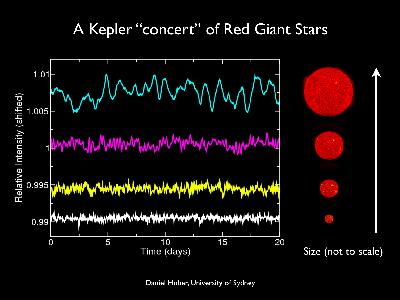 A Kepler “concert” of Red Giant Stars
Relative Intensity (shifted)
1.01
1.005
1
0.995
0.99
0 5 10 15 20
Time (days)
Size (not to scale)
Daniel Huber, University of Sydney